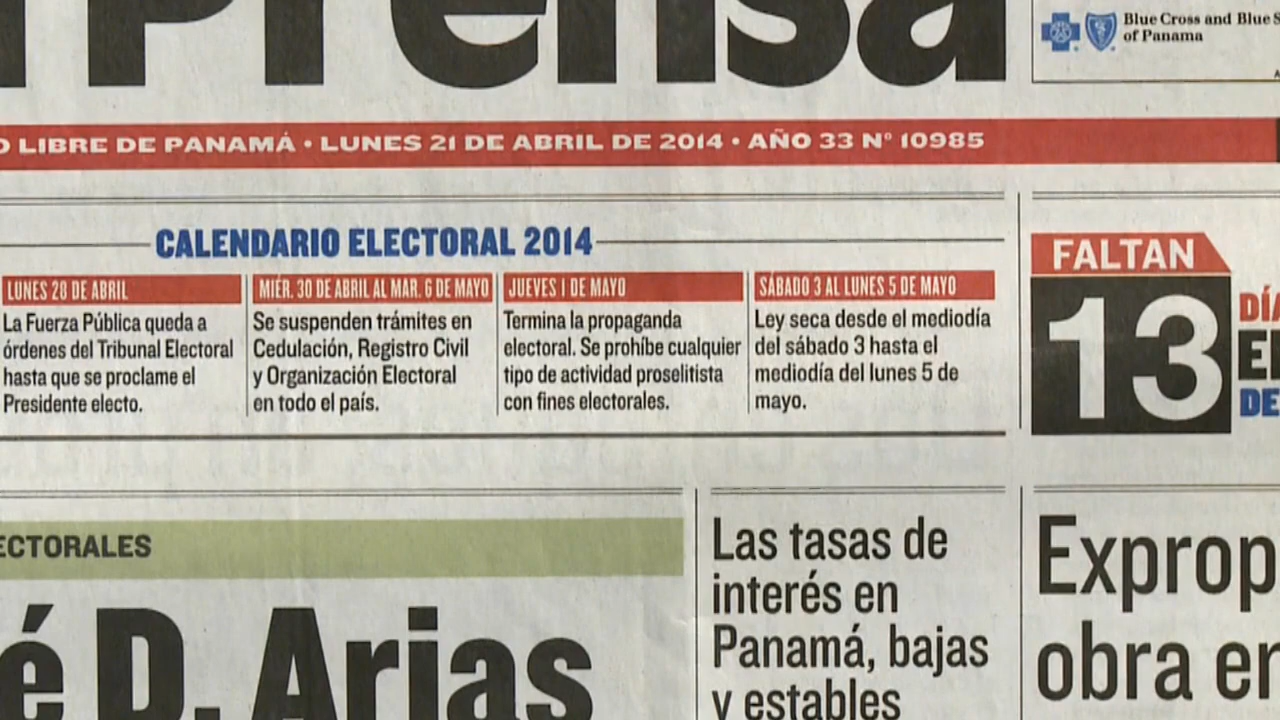 Prensa
Blue Cross and Blue S
of Panama
LIBRE DE PANAMÁ • LUNES 21 DE ABRIL DE 2014 • AÑO 33 N° 10985
CALENDARIO ELECTORAL 2014
LUNES 28 DE ABRIL
La Fuerza Pública queda a
órdenes del Tribunal Electoral
hasta que se proclame el
Presidente electo.
MIÉR. 30 DE ABRIL AL MAR. 6 DE MAYO
Se suspenden trámites en
Cedulación, Registro Civil
y Organización Electoral
en todo el país.
JUEVES 1 DE MAYO
Termina la propaganda
electoral. Se prohíbe cualquier
tipo de actividad proselitista
con fines electorales.
SÁBADO 3 AL LUNES 5 DE MAYO
Ley seca desde el mediodía
del sábado 3 hasta el
mediodía del lunes 5 de
mayo.
FALTAN
13
DÍA
EL
DE
ECTORALES
é D. Arias
Las tasas de
interés en
Panamá, bajas
y estables
Exprop
obra en